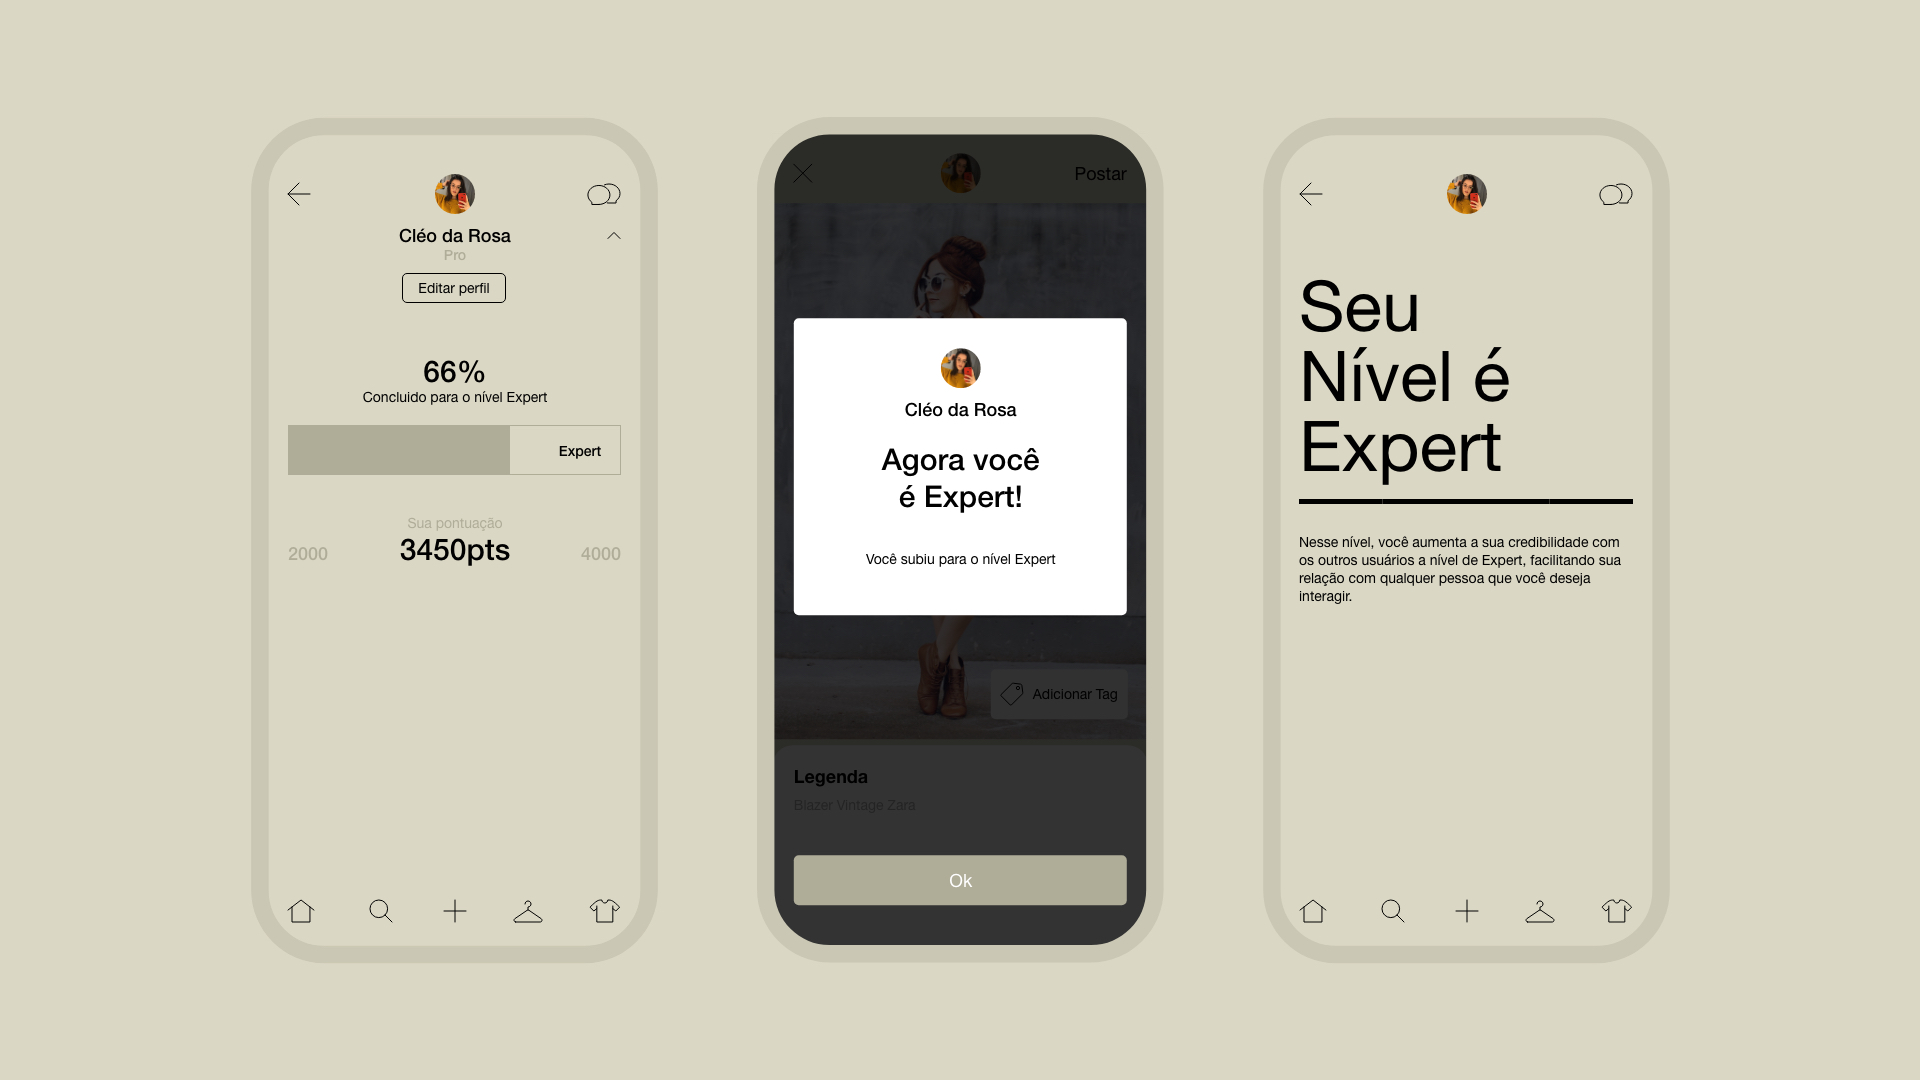 Cléo da Rosa
Pro
Editar perfil
66%
Concluido para o nível Expert
Expert
Sua pontuação
2000
3450pts
4000
Postar
Cléo da Rosa
Agora você
é Expert!
Você subiu para o nível Expert
Adicionar Tag
Legenda
Blazer Vintage Zara
Ok
Seu
Nível é
Expert
Nesse nível, você aumenta a sua credibilidade com
os outros usuários a nível de Expert, facilitando sua
relação com qualquer pessoa que você deseja
interagir.